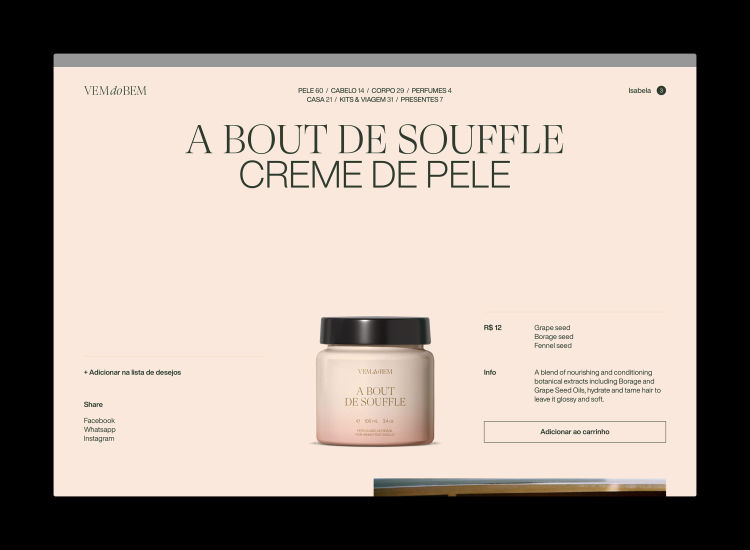 VEMdoBEM
PELE 60 / CABELO 14 / CORPO 29 / PERFUMES 4
CASA 21 / KITS & VIAGEM 31 / PRESENTES 7
Isabela 3
A BOUT DE SOUFFLE
CREME DE PELE
+ Adicionar na lista de desejos
Share
Facebook
Whatsapp
Instagram
VEMdoBEM
A BOUT
DE SOUFFLE
100 mL 3.4 oz
R$ 12
Grape seed
Borage seed
Fennel seed
Info
A blend of nourishing and conditioning
botanical extracts including Borage and
Grape Seed Oils, hydrate and tame hair to
leave it glossy and soft.
Adicionar ao carrinho